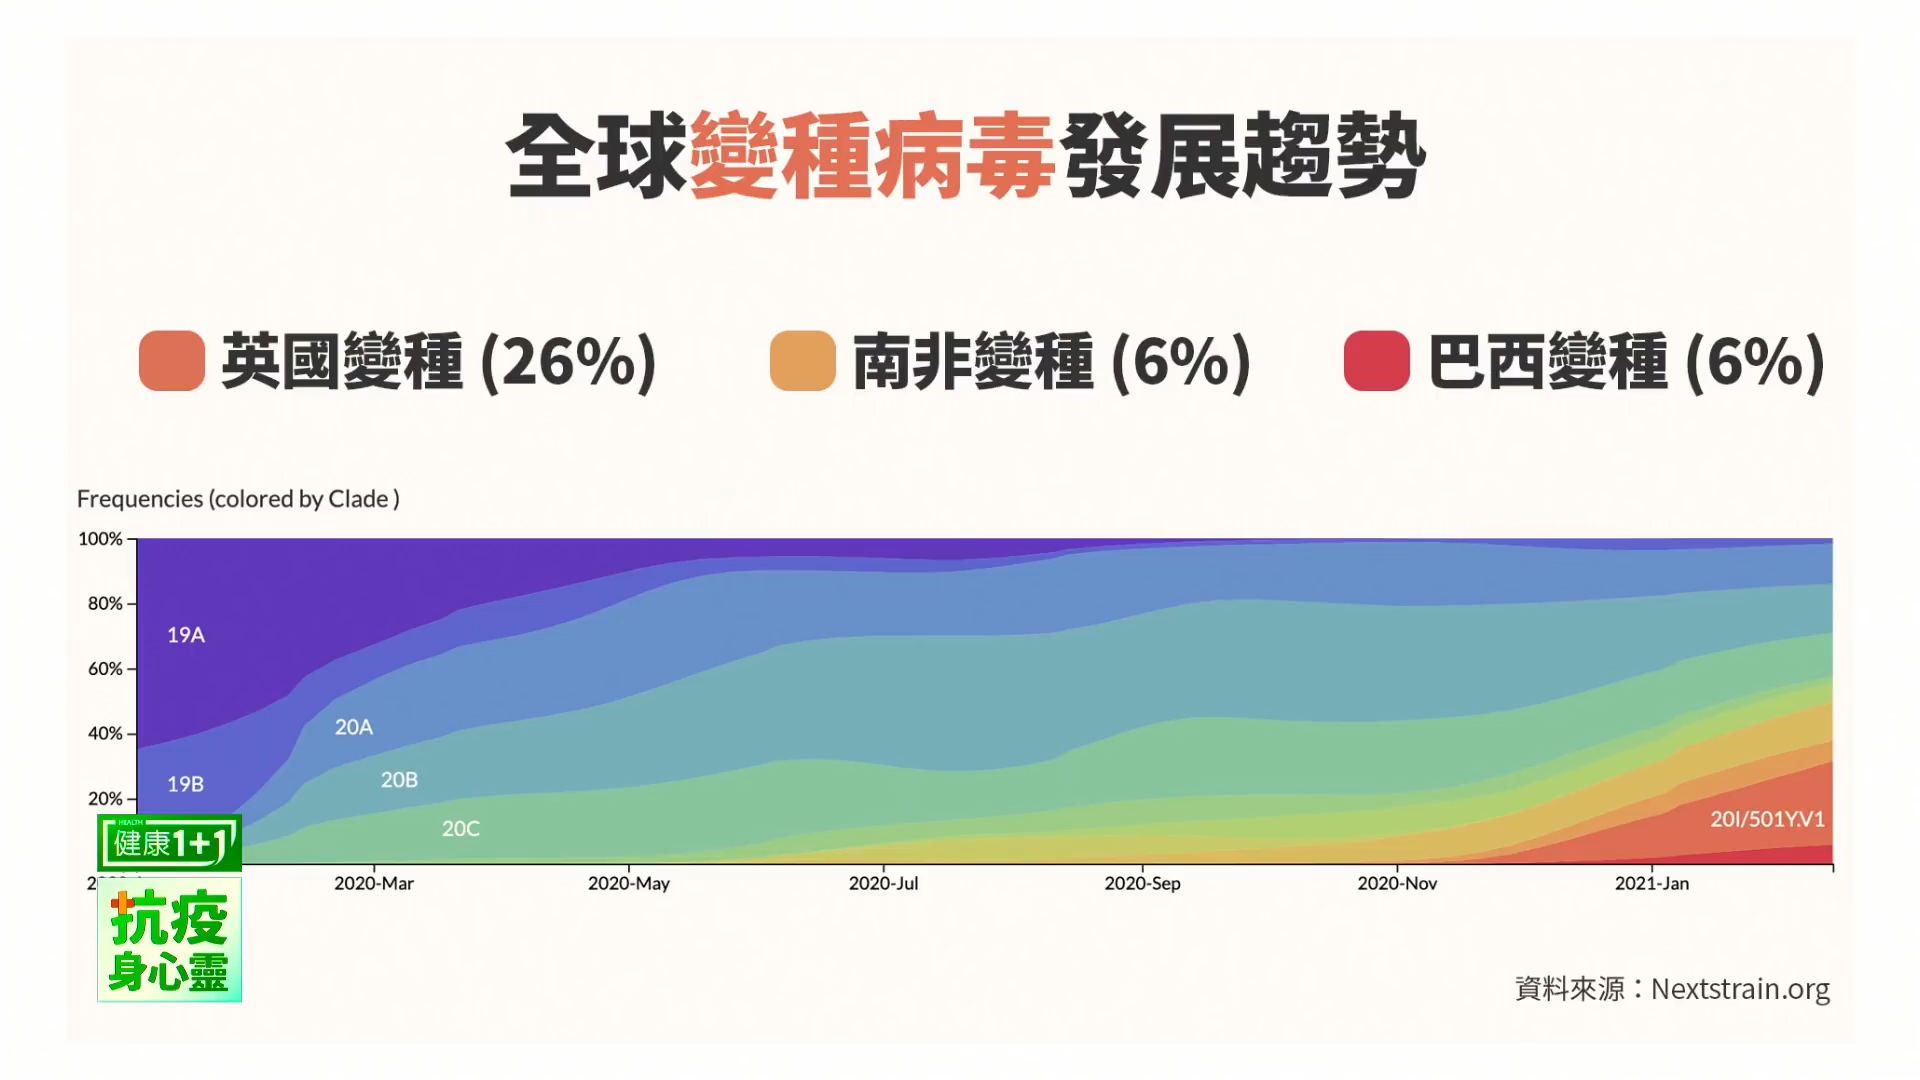 全球變種病毒發展趨勢
英國變種 (26%)
南非變種 (6%)
巴西變種 (6%)
Frequencies (colored by Clade )
100%
80%
60%
40%
20%
19A
19B
20A
20B
20C
20I/501Y.V1
2020-Mar
2020-May
2020-Jul
2020-Sep
2020-Nov
2021-Jan
HEALTH
健康1+1
抗疫
身心靈
資料來源：Nextstrain.org